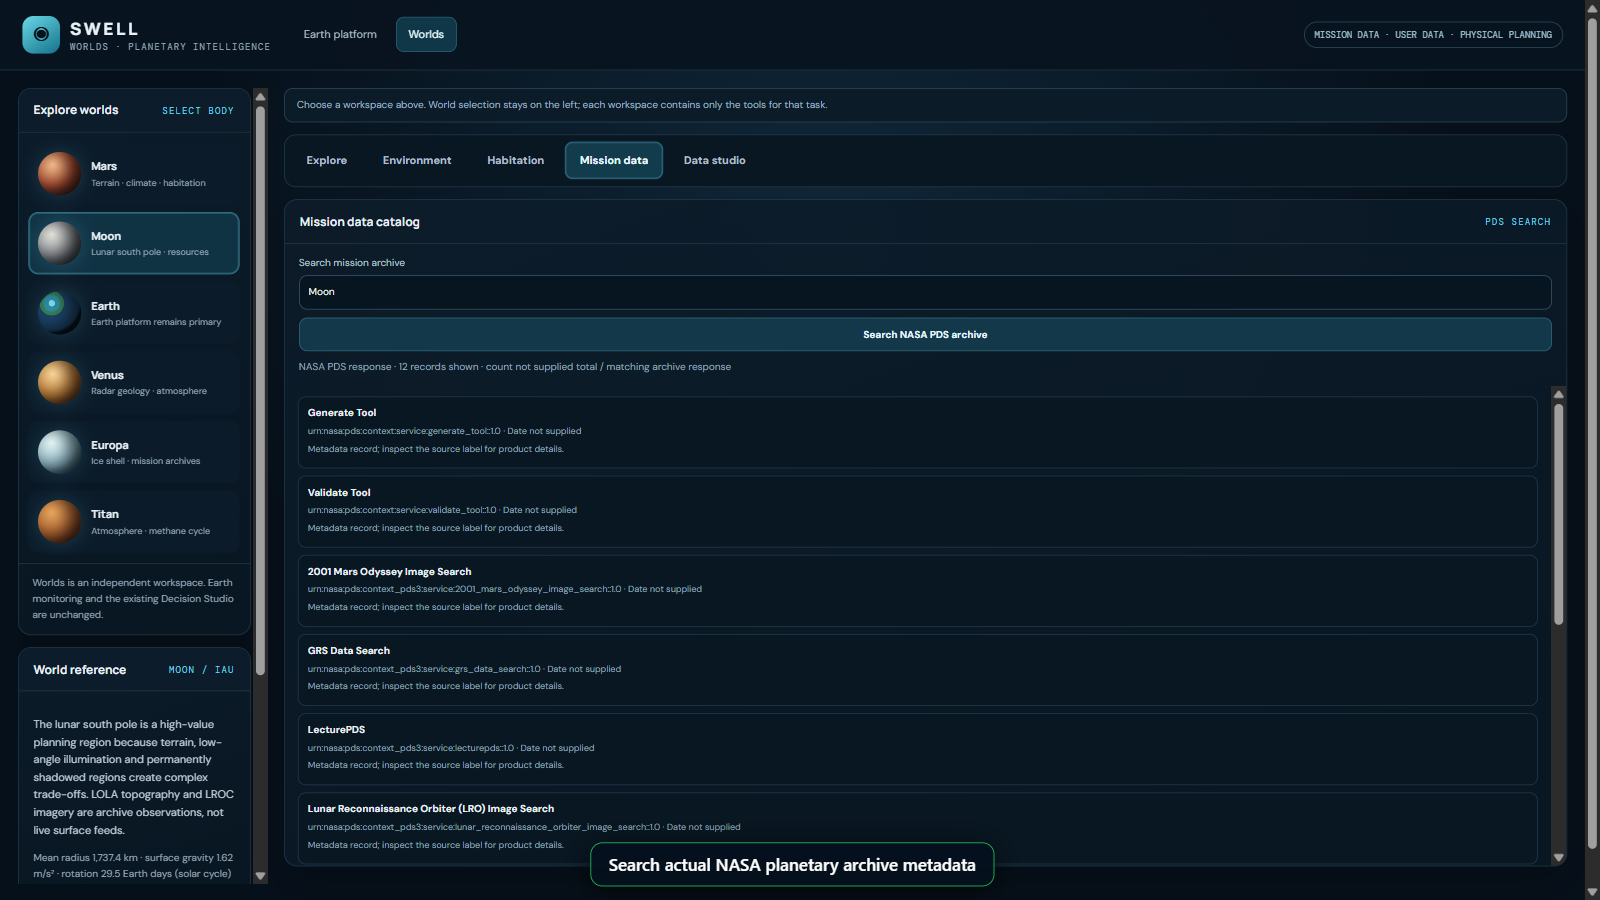 SWELL
WORLDS · PLANETARY INTELLIGENCE
Earth platform
Worlds
MISSION DATA · USER DATA · PHYSICAL PLANNING
Explore worlds
SELECT BODY
Mars
Terrain · climate · habitation
Moon
Lunar south pole · resources
Earth
Earth platform remains primary
Venus
Radar geology · atmosphere
Europa
Ice shell · mission archives
Titan
Atmosphere · methane cycle
Worlds is an independent workspace. Earth
monitoring and the existing Decision Studio
are unchanged.
World reference
MOON / IAU
The lunar south pole is a high-value
planning region because terrain, low-
angle illumination and permanently
shadowed regions create complex
trade-offs. LOLA topography and LROC
imagery are archive observations, not
live surface feeds.
Mean radius 1,737.4 km · surface gravity 1.62
m/s² · rotation 29.5 Earth days (solar cycle)
Choose a workspace above. World selection stays on the left; each workspace contains only the tools for that task.
Explore
Environment
Habitation
Mission data
Data studio
Mission data catalog
PDS SEARCH
Search mission archive
Moon
Search NASA PDS archive
NASA PDS response · 12 records shown · count not supplied total / matching archive response
Generate Tool
urn:nasa:pds:context:service:generate_tool::1.0 · Date not supplied
Metadata record; inspect the source label for product details.
Validate Tool
urn:nasa:pds:context:service:validate_tool::1.0 · Date not supplied
Metadata record; inspect the source label for product details.
2001 Mars Odyssey Image Search
urn:nasa:pds:context_pds3:service:2001_mars_odyssey_image_search::1.0 · Date not supplied
Metadata record; inspect the source label for product details.
GRS Data Search
urn:nasa:pds:context_pds3:service:grs_data_search::1.0 · Date not supplied
Metadata record; inspect the source label for product details.
LecturePDS
urn:nasa:pds:context_pds3:service:lecturepds::1.0 · Date not supplied
Metadata record; inspect the source label for product details.
Lunar Reconnaissance Orbiter (LRO) Image Search
urn:nasa:pds:context_pds3:service:lunar_reconnaissance_orbiter_image_search::1.0 · Date not supplied
Metadata record; inspect the source label for product details.
Search actual NASA planetary archive metadata